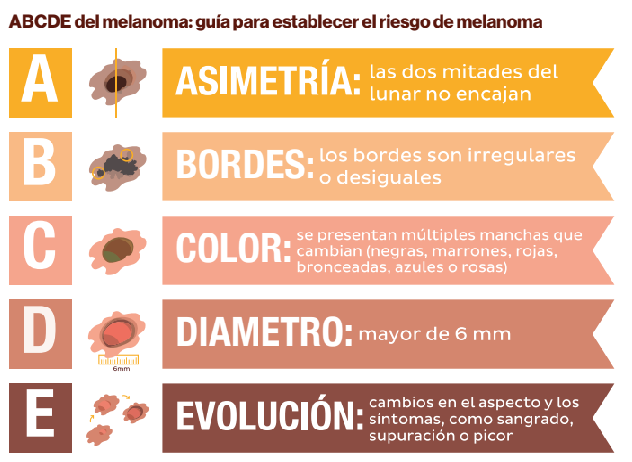 ABCDE del melanoma: guía para establecer el riesgo de melanoma
A
ASIMETRÍA: las dos mitades del
lunar no encajan
B
BORDES: los bordes son irregulares
o desiguales
C
COLOR: se presentan múltiples manchas que
cambian (negras, marrones, rojas,
bronceadas, azules o rosas)
D
6mm
DIAMETRO: mayor de 6 mm
E
EVOLUCIÓN: cambios en el aspecto y los
sintomas, como sangrado,
supuración o picor